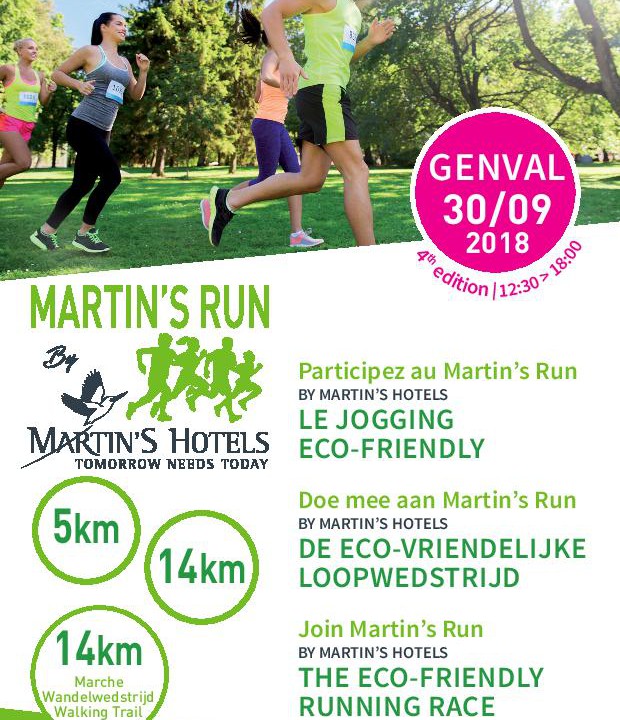 GENVAL
30/09
2018
4th edition | 12:30 > 18:00
MARTIN'S RUN
By
MARTIN'S HOTELS
TOMORROW NEEDS TODAY
5km
14km
14km
Marche
Wandelwedstrijd
Walking Trail
Participez au Martin's Run
BY MARTIN'S HOTELS
LE JOGGING
ECO-FRIENDLY
Doe mee aan Martin's Run
BY MARTIN'S HOTELS
DE ECO-VRIENDELIJKE
LOOPWEDSTRIJD
Join Martin's Run
BY MARTIN'S HOTELS
THE ECO-FRIENDLY
RUNNING RACE